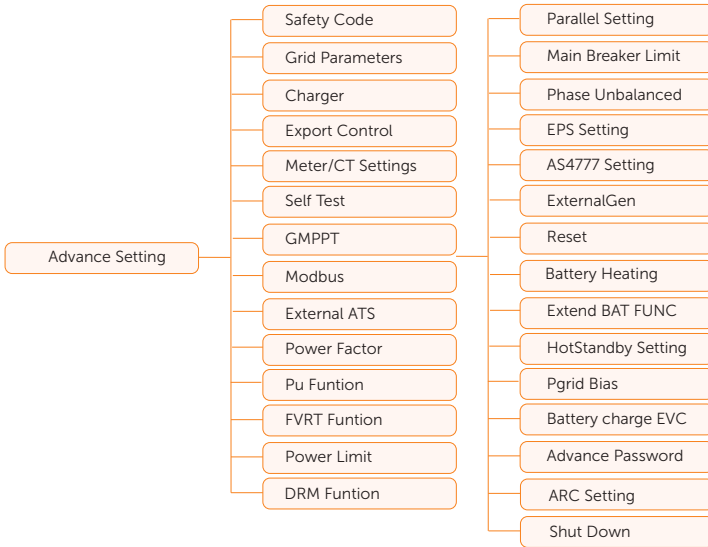 Advance Setting
Safety Code
Grid Parameters
Charger
Export Control
Meter/CT Settings
Self Test
GMPPT
Modbus
External ATS
Power Factor
Pu Funtion
FVRT Funtion
Power Limit
DRM Funtion
Parallel Setting
Main Breaker Limit
Phase Unbalanced
EPS Setting
AS4777 Setting
ExternalGen
Reset
Battery Heating
Extend BAT FUNC
HotStandby Setting
Pgrid Bias
Battery charge EVC
Advance Password
ARC Setting
Shut Down